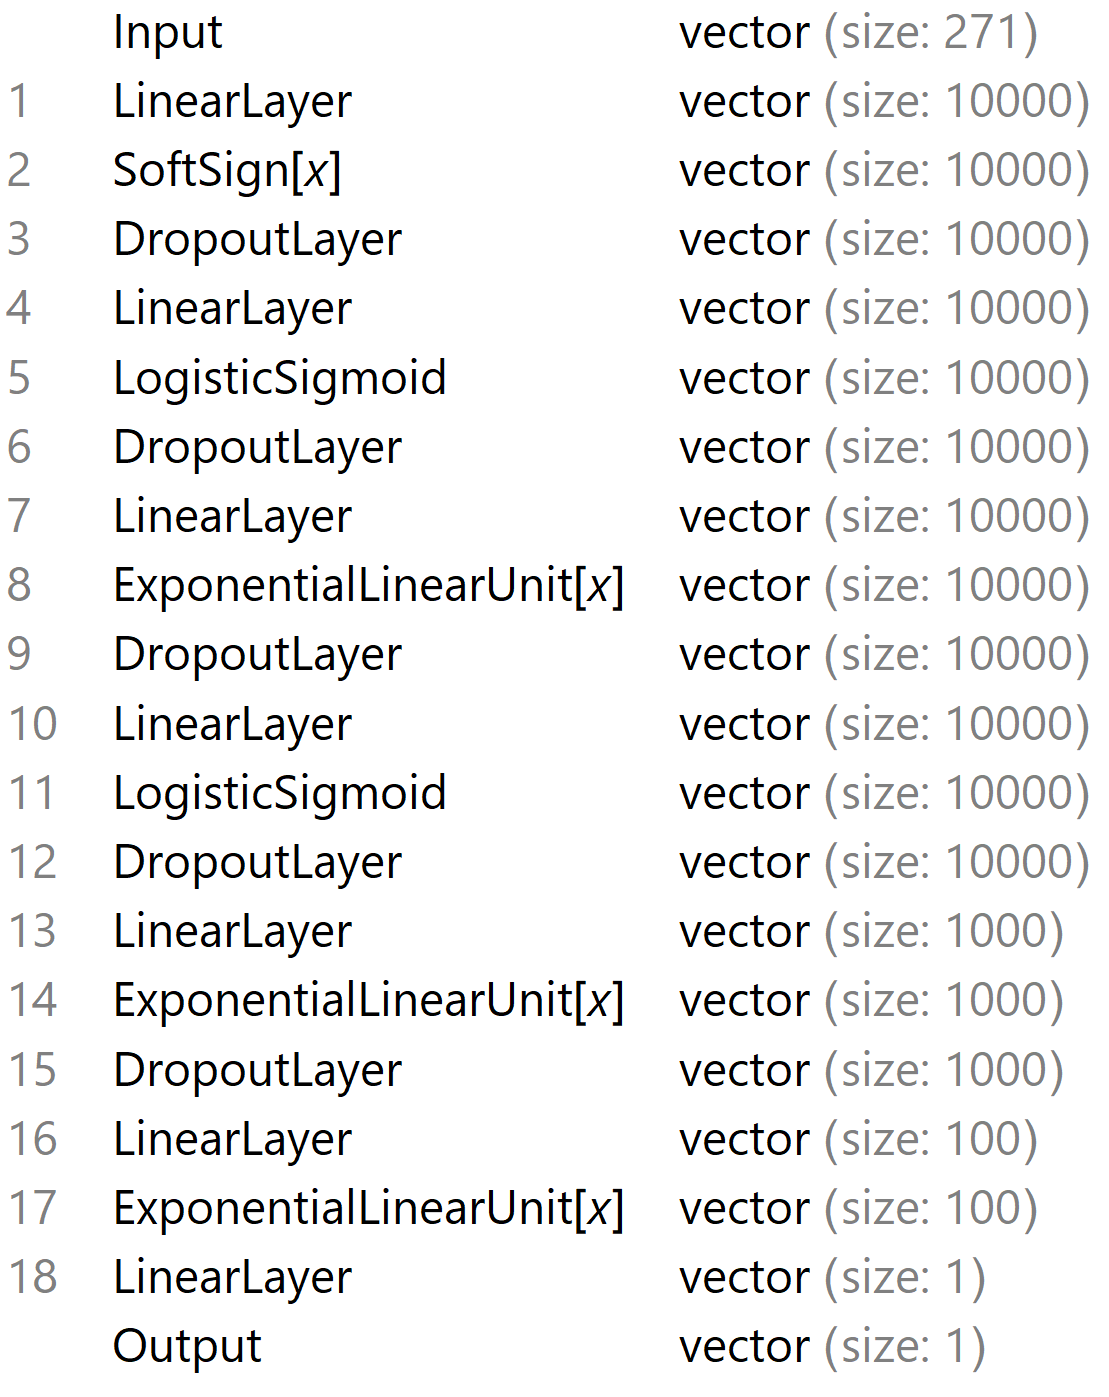 Input vector (size: 271)
1 LinearLayer vector (size: 10000)
2 SoftSign[x] vector (size: 10000)
3 DropoutLayer vector (size: 10000)
4 LinearLayer vector (size: 10000)
5 LogisticSigmoid vector (size: 10000)
6 DropoutLayer vector (size: 10000)
7 LinearLayer vector (size: 10000)
8 ExponentialLinearUnit[x] vector (size: 10000)
9 DropoutLayer vector (size: 10000)
10 LinearLayer vector (size: 10000)
11 LogisticSigmoid vector (size: 10000)
12 DropoutLayer vector (size: 10000)
13 LinearLayer vector (size: 1000)
14 ExponentialLinearUnit[x] vector (size: 1000)
15 DropoutLayer vector (size: 1000)
16 LinearLayer vector (size: 100)
17 ExponentialLinearUnit[x] vector (size: 100)
18 LinearLayer vector (size: 1)
Output vector (size: 1)